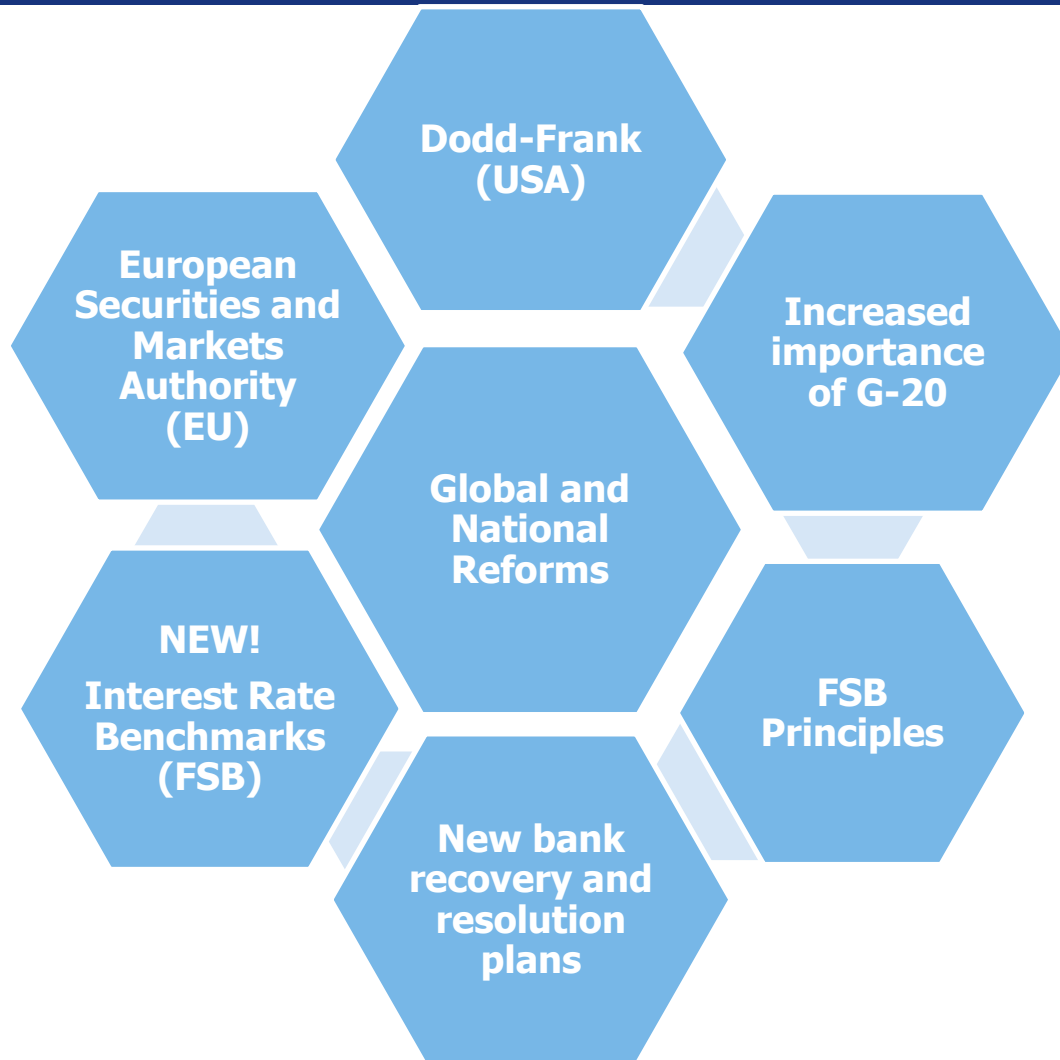 Dodd-Frank
(USA)
European
Securities and
Markets
Authority
(EU)
Increased
importance
of G-20
Global and
National
Reforms
NEW!
Interest Rate
Benchmarks
(FSB)
FSB
Principles
New bank
recovery and
resolution
plans